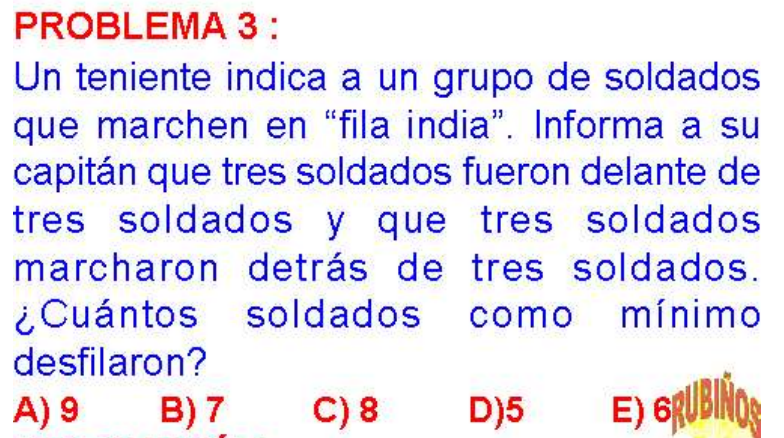 PROBLEMA 3 :
Un teniente indica a un grupo de soldados
que marchen en “fila india”. Informa a su
capitán que tres soldados fueron delante de
tres soldados y que tres soldados
marcharon detrás de tres soldados.
¿Cuántos soldados como mínimo
desfilaron?
A) 9 B) 7 C) 8 D)5 E) 6
RUBIÑOS